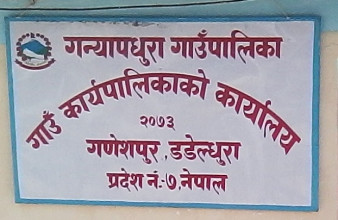 गन्यापधुरा गाउँपालिका
गाउँ कार्यपालिकाको कार्यालय
२०७३
गणेशपुर ,डडेल्धुरा
प्रदेश नं.-७,नेपाल